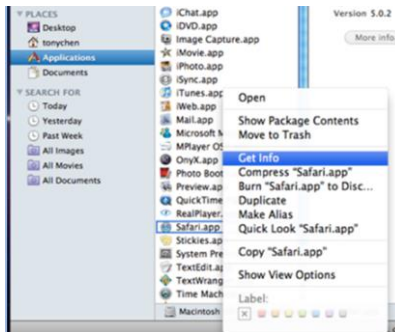 PLACES
Desktop
tonychen
Applications
Documents
SEARCH FOR
Today
Yesterday
Past Week
All Images
All Movies
All Documents
iChat.app
iDVD.app
Image Capture.app
iMovie.app
iPhoto.app
iSync.app
iTunes.app
iWeb.app
Mail.app
Microsoft
MPlayer OS
OnyX.app
Photo Boot
Preview.ap
QuickTime
RealPlayer.
Safari.app
Stickies.ap
System Pre
TextEdit.a
TextWrang
Time Mach
Macintosh
Version 5.0.2
More info
Open
Show Package Contents
Move to Trash
Get Info
Compress "Safari.app"
Burn "Safari.app" to Disc...
Duplicate
Make Alias
Quick Look "Safari.app"
Copy "Safari.app"
Show View Options
Label: